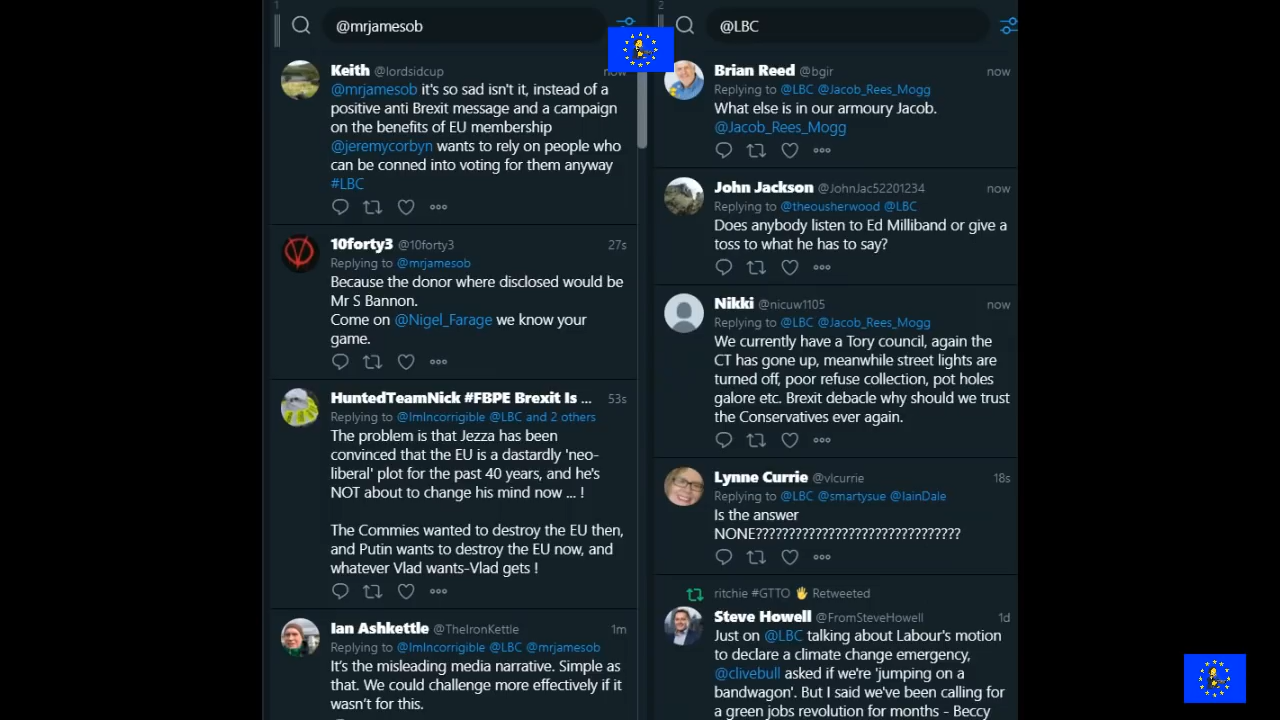 1
@mrjamesob
Keith @lordsidcup now
@mrjamesob it's so sad isn't it, instead of a
positive anti Brexit message and a campaign
on the benefits of EU membership
@jeremycorbyn wants to rely on people who
can be conned into voting for them anyway
#LBC
10forty3 @10forty3 27s
Replying to @mrjamesob
Because the donor where disclosed would be
Mr S Bannon.
Come on @Nigel_Farage we know your
game.
HuntedTeamNick #FBPE Brexit Is ... 53s
Replying to @ImIncorrigible @LBC and 2 others
The problem is that Jezza has been
convinced that the EU is a dastardly 'neo-
liberal' plot for the past 40 years, and he's
NOT about to change his mind now ... !
The Commies wanted to destroy the EU then,
and Putin wants to destroy the EU now, and
whatever Vlad wants-Vlad gets !
Ian Ashkettle @TheIronKettle 1m
Replying to @ImIncorrigible @LBC @mrjamesob
It's the misleading media narrative. Simple as
that. We could challenge more effectively if it
wasn't for this.
2
@LBC
Brian Reed @bgir now
Replying to @LBC @Jacob_Rees_Mogg
What else is in our armoury Jacob.
@Jacob_Rees_Mogg
John Jackson @JohnJac52201234 now
Replying to @theousherwood @LBC
Does anybody listen to Ed Milliband or give a
toss to what he has to say?
Nikki @nicuw1105 now
Replying to @LBC @Jacob_Rees_Mogg
We currently have a Tory council, again the
CT has gone up, meanwhile street lights are
turned off, poor refuse collection, pot holes
galore etc. Brexit debacle why should we trust
the Conservatives ever again.
Lynne Currie @vlcurrie 18s
Replying to @LBC @smartysue @IainDale
Is the answer
NONE???????????????????????????????
ritchie #GTTO 🖐 Retweeted
Steve Howell @FromSteveHowell 1d
Just on @LBC talking about Labour's motion
to declare a climate change emergency,
@clivebull asked if we're 'jumping on a
bandwagon'. But I said we've been calling for
a green jobs revolution for months - Beccy